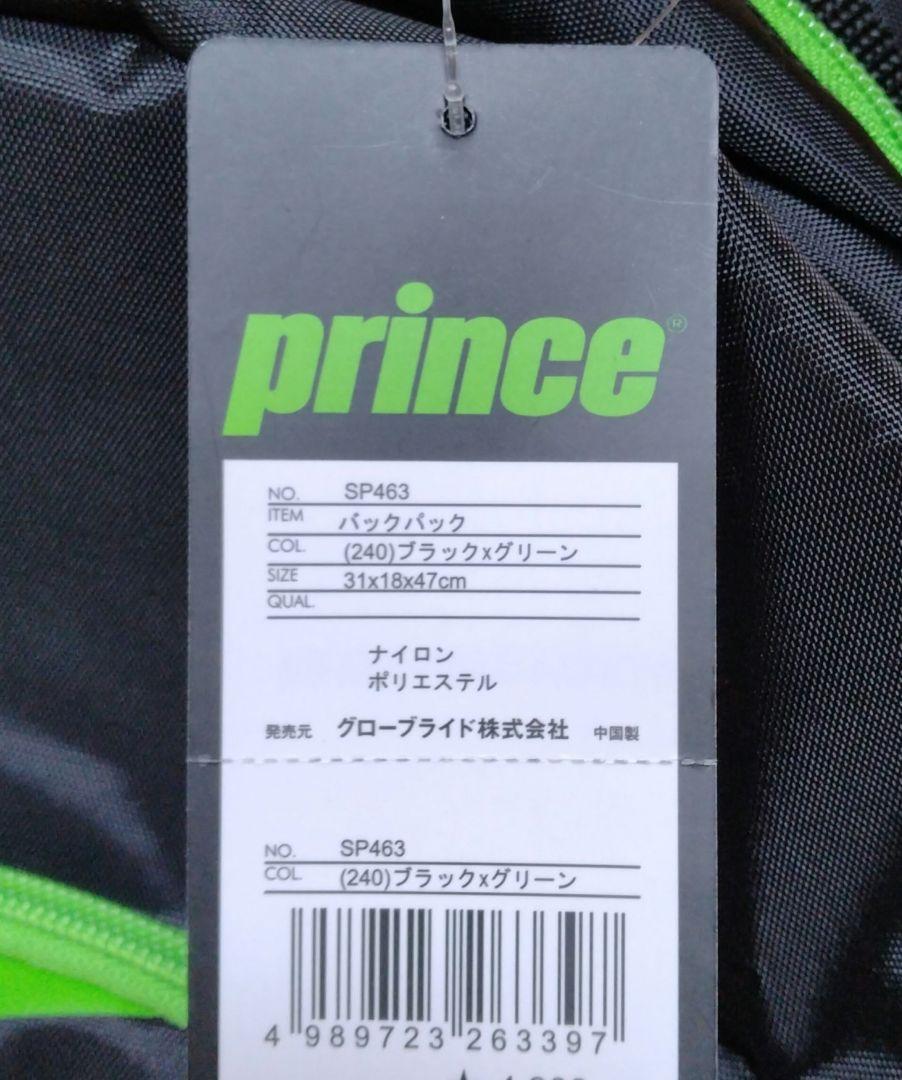 prince®
NO. SP463
ITEM バックパック
COL. (240)ブラックxグリーン
SIZE 31x18x47cm
QUAL.
ナイロン
ポリエステル
発売元 グローブライド株式会社 中国製
NO. SP463
COL (240)ブラックxグリーン
4 989723 263397